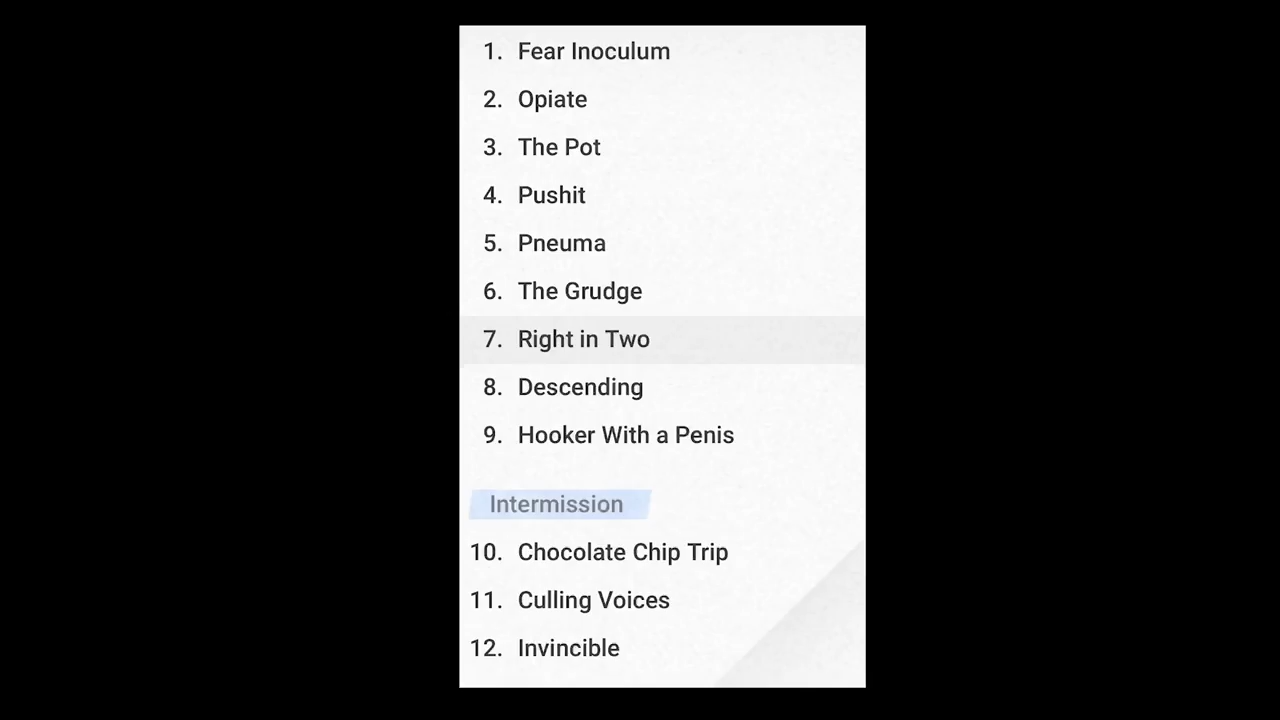 1. Fear Inoculum
2. Opiate
3. The Pot
4. Pushit
5. Pneuma
6. The Grudge
7. Right in Two
8. Descending
9. Hooker With a Penis
Intermission
10. Chocolate Chip Trip
11. Culling Voices
12. Invincible